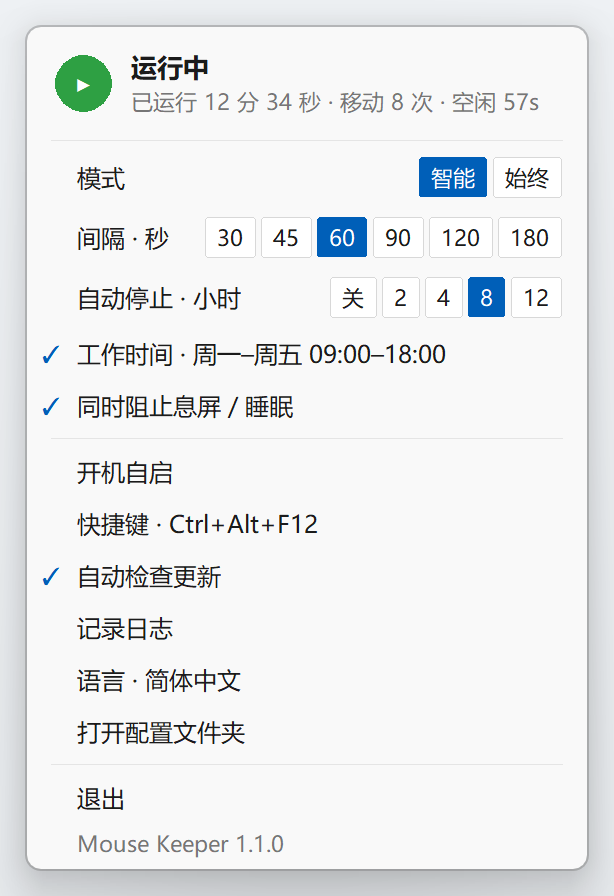 运行中
已运行 12 分 34 秒 · 移动 8 次 · 空闲 57s
模式 智能 始终
间隔 · 秒 30 45 60 90 120 180
自动停止 · 小时 关 2 4 8 12
✓ 工作时间 · 周一–周五 09:00–18:00
✓ 同时阻止息屏 / 睡眠
开机自启
快捷键 · Ctrl+Alt+F12
✓ 自动检查更新
记录日志
语言 · 简体中文
打开配置文件夹
退出
Mouse Keeper 1.1.0